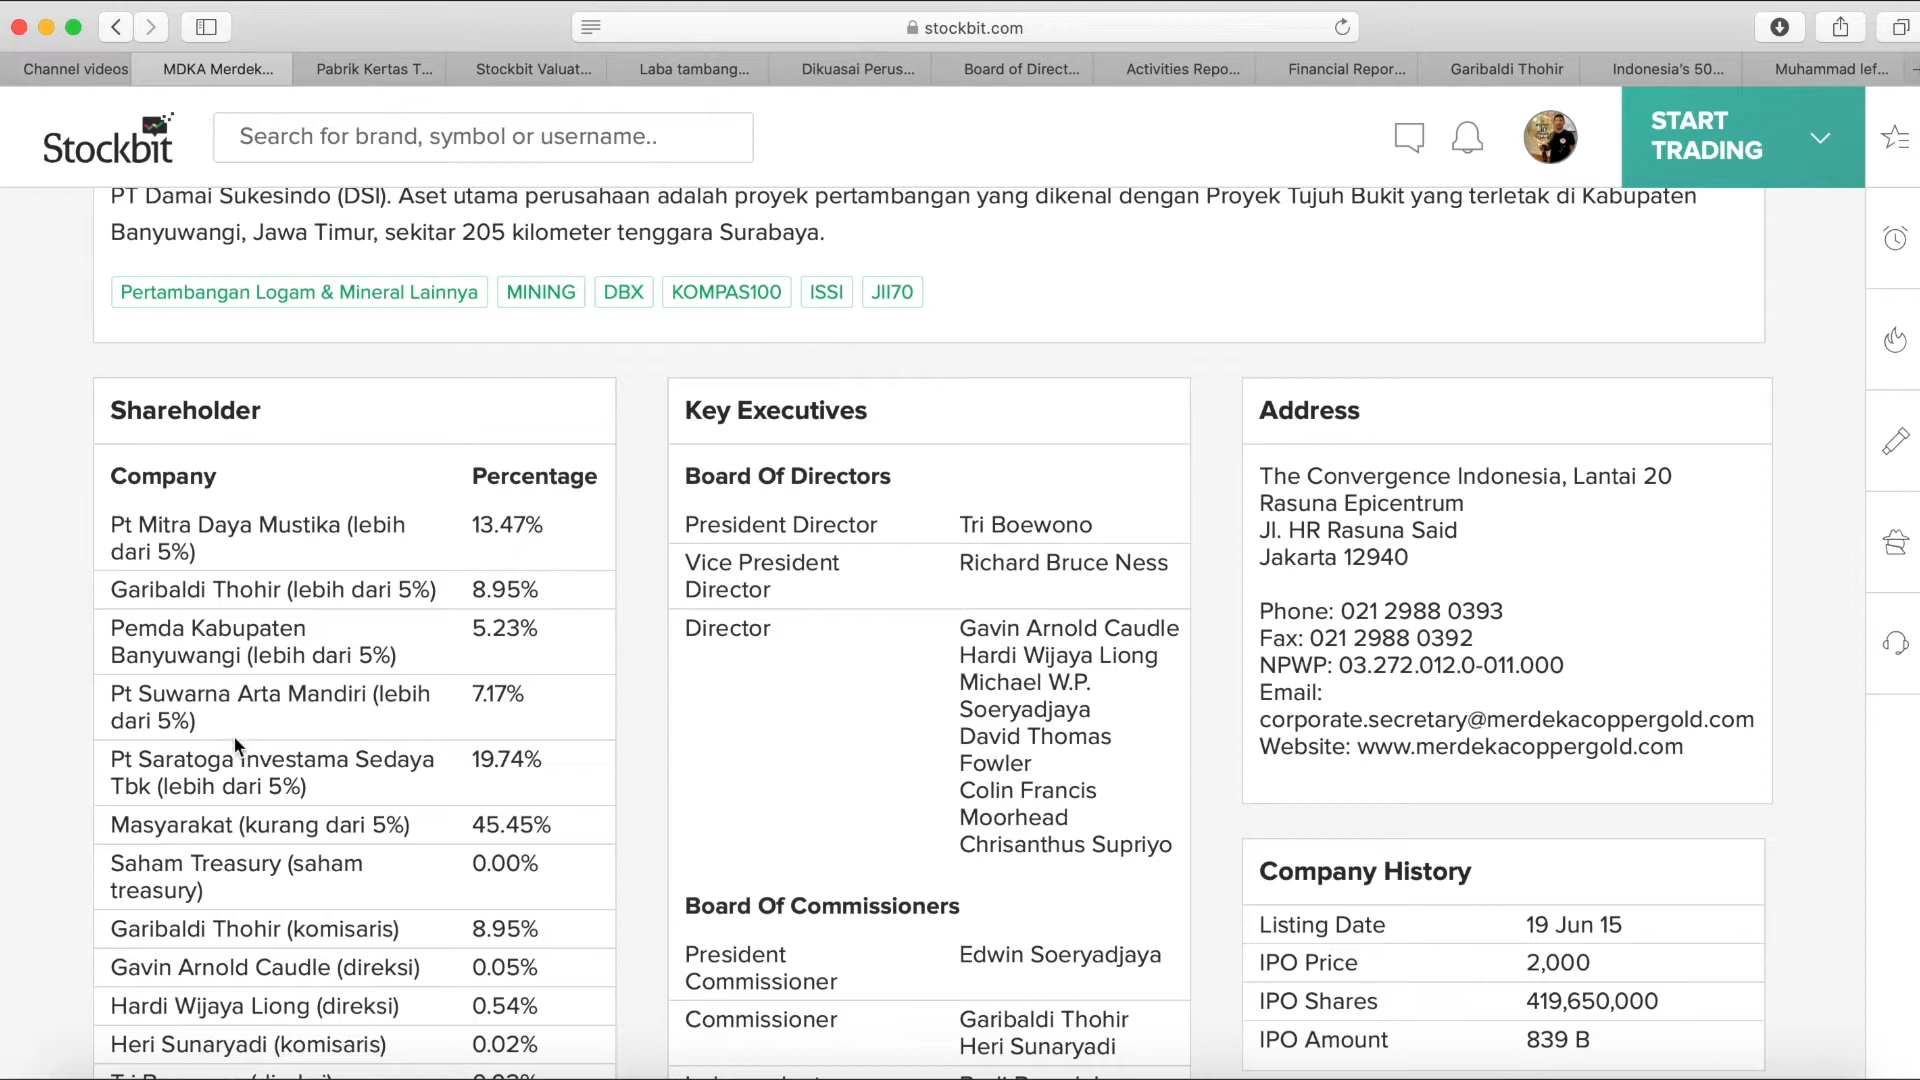 stockbit.com
Channel videos
MDKA Merdek...
Pabrik Kertas T...
Stockbit Valuat...
Laba tambang...
Dikuasai Perus...
Board of Direct...
Activities Repo...
Financial Repor...
Garibaldi Thohir
Indonesia's 50...
Muhammad lef...
Stockbit
Search for brand, symbol or username..
START
TRADING
PT Damai Sukesindo (DSI). Aset utama perusahaan adalah proyek pertambangan yang dikenal dengan Proyek Tujuh Bukit yang terletak di Kabupaten
Banyuwangi, Jawa Timur, sekitar 205 kilometer tenggara Surabaya.
Pertambangan Logam & Mineral Lainnya
MINING
DBX
KOMPAS100
ISSI
JII70
Shareholder
Company Percentage
Pt Mitra Daya Mustika (lebih 13.47%
dari 5%)
Garibaldi Thohir (lebih dari 5%) 8.95%
Pemda Kabupaten 5.23%
Banyuwangi (lebih dari 5%)
Pt Suwarna Arta Mandiri (lebih 7.17%
dari 5%)
Pt Saratoga Investama Sedaya 19.74%
Tbk (lebih dari 5%)
Masyarakat (kurang dari 5%) 45.45%
Saham Treasury (saham 0.00%
treasury)
Garibaldi Thohir (komisaris) 8.95%
Gavin Arnold Caudle (direksi) 0.05%
Hardi Wijaya Liong (direksi) 0.54%
Heri Sunaryadi (komisaris) 0.02%
Key Executives
Board Of Directors
President Director Tri Boewono
Vice President Richard Bruce Ness
Director
Director Gavin Arnold Caudle
Hardi Wijaya Liong
Michael W.P.
Soeryadjaya
David Thomas
Fowler
Colin Francis
Moorhead
Chrisanthus Supriyo
Board Of Commissioners
President Edwin Soeryadjaya
Commissioner
Commissioner Garibaldi Thohir
Heri Sunaryadi
Address
The Convergence Indonesia, Lantai 20
Rasuna Epicentrum
Jl. HR Rasuna Said
Jakarta 12940
Phone: 021 2988 0393
Fax: 021 2988 0392
NPWP: 03.272.012.0-011.000
Email:
corporate.secretary@merdekacoppergold.com
Website: www.merdekacoppergold.com
Company History
Listing Date 19 Jun 15
IPO Price 2,000
IPO Shares 419,650,000
IPO Amount 839 B